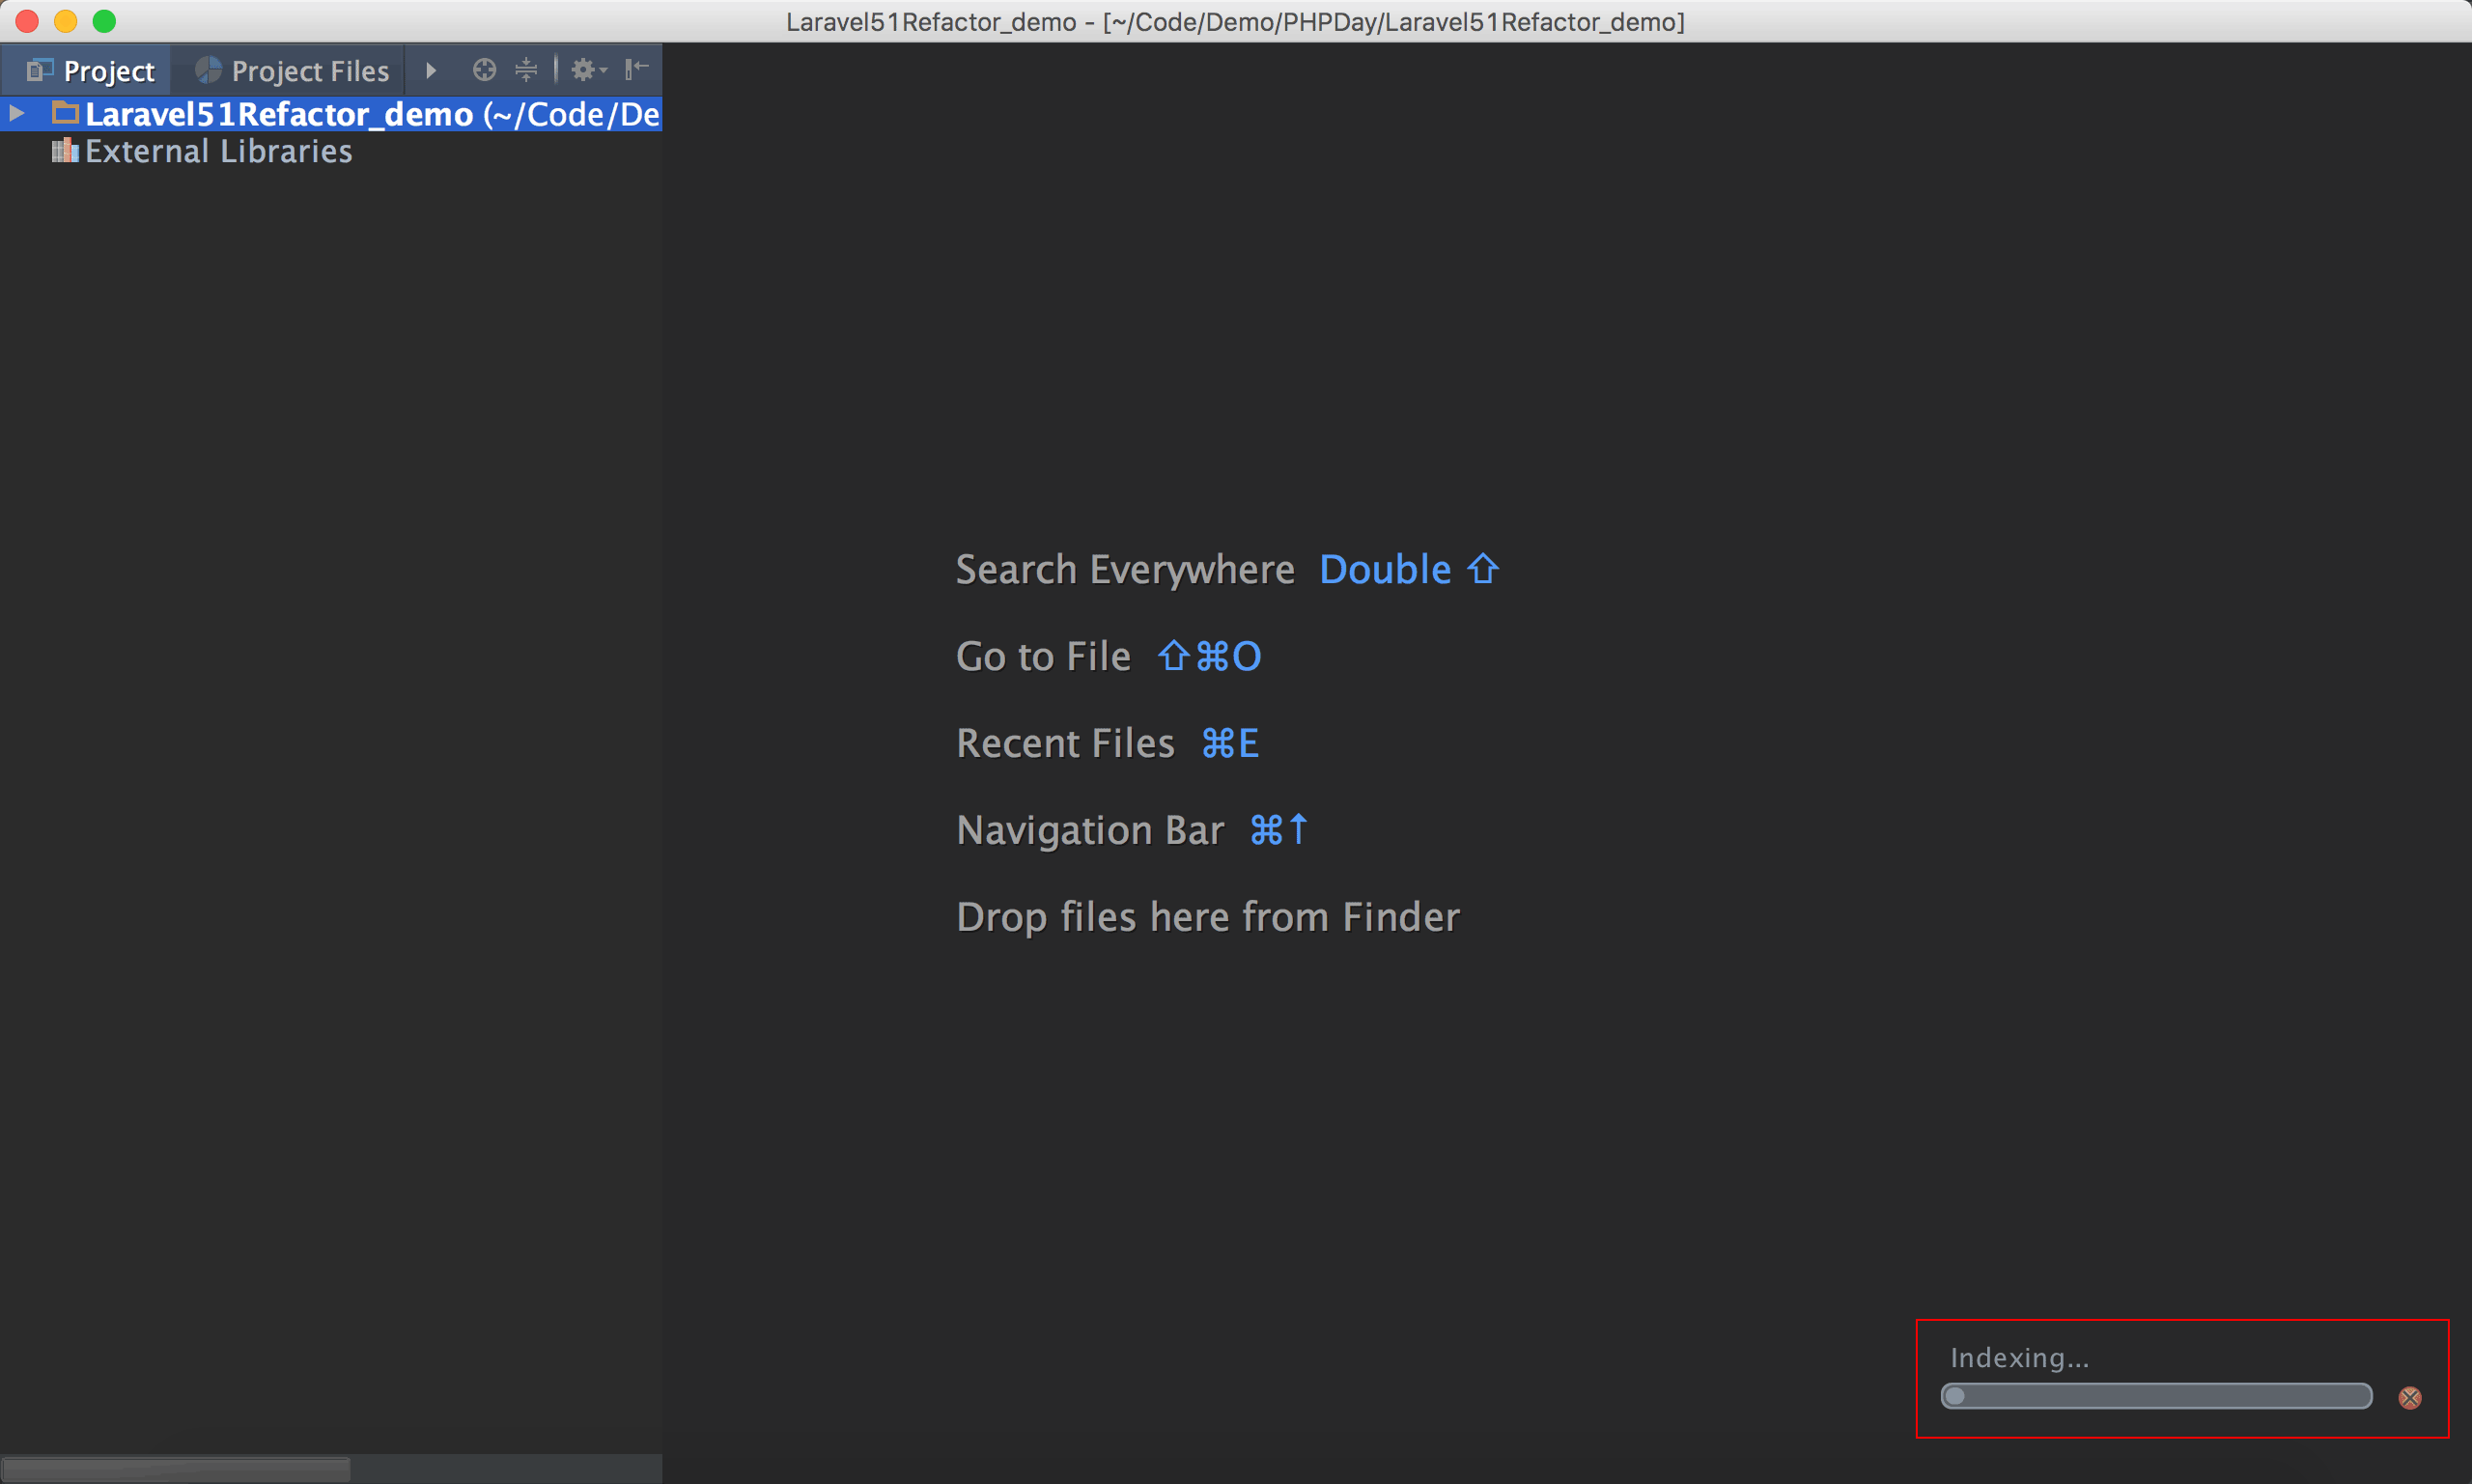 Laravel51Refactor_demo - [~/Code/Demo/PHPDay/Laravel51Refactor_demo]
Project Project Files
Laravel51Refactor_demo (~/Code/De
External Libraries
Search Everywhere Double ⇧
Go to File ⇧⌘O
Recent Files ⌘E
Navigation Bar ⌘↑
Drop files here from Finder
Indexing...